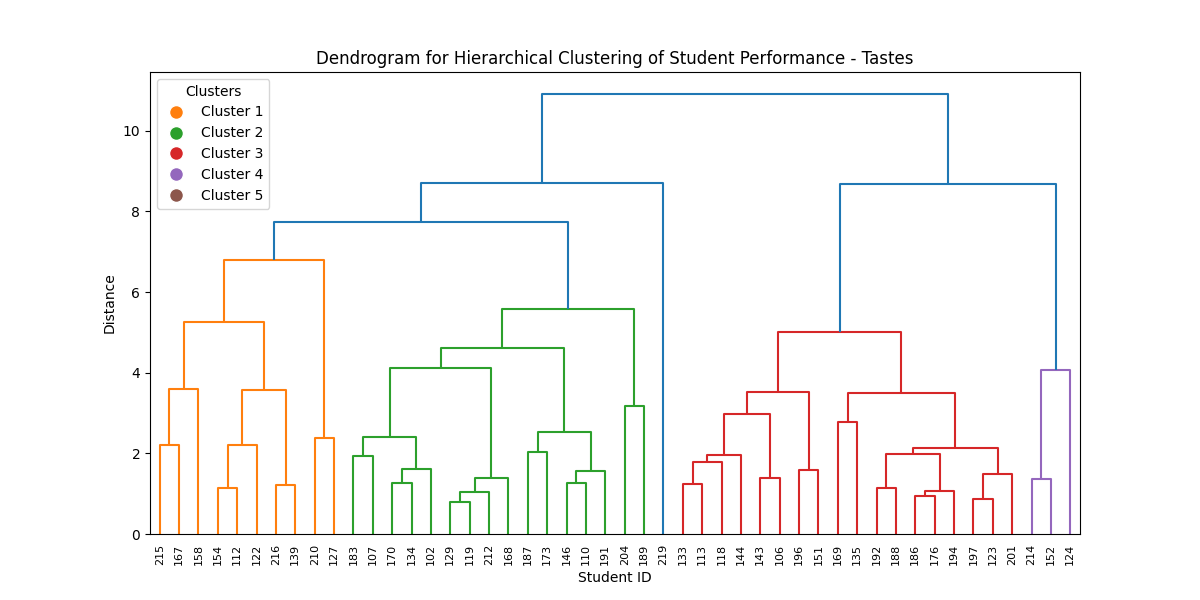 Dendrogram for Hierarchical Clustering of Student Performance - Tastes
Clusters
Cluster 1
Cluster 2
Cluster 3
Cluster 4
Cluster 5
Distance
10
8
6
4
2
0
215 167 158 154 112 122 216 139 210 127 183 107 170 134 102 129 119 212 168 187 173 146 110 191 204 189 219 133 113 118 144 143 106 196 151 169 135 192 188 186 176 194 197 123 201 214 152 124
Student ID